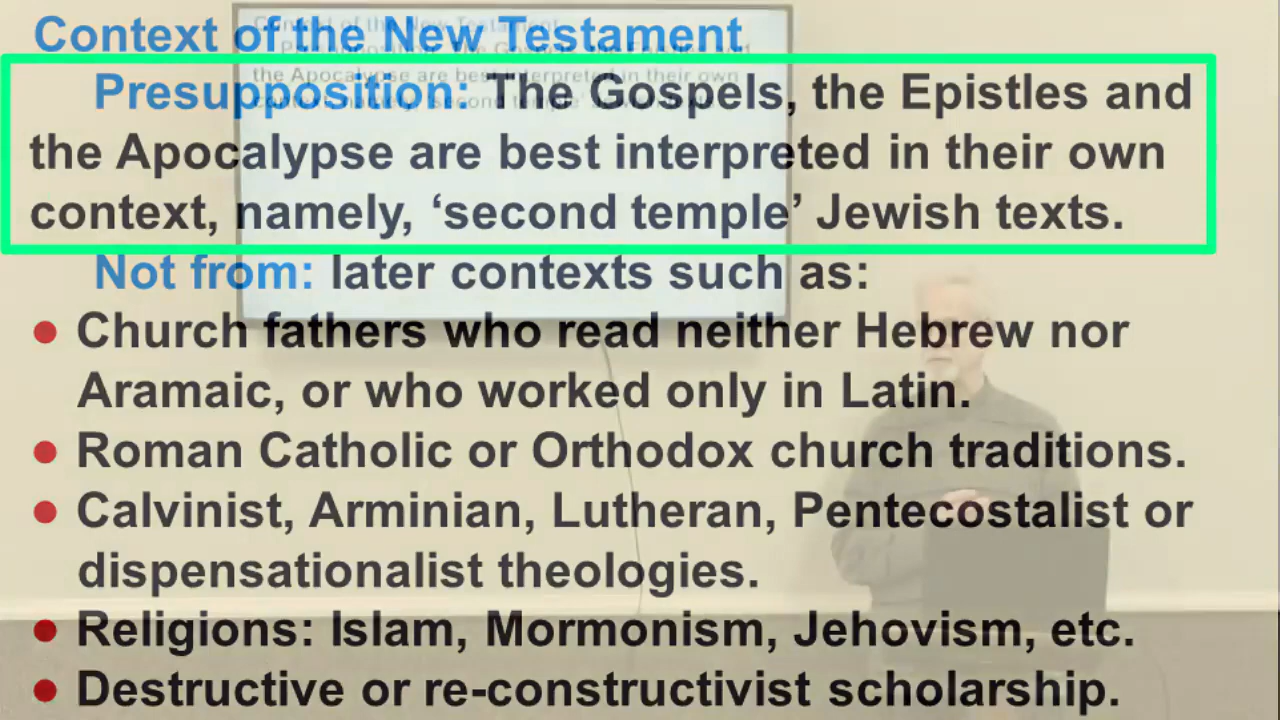 Context of the New Testament
Presupposition: The Gospels, the Epistles and
the Apocalypse are best interpreted in their own
context, namely, ‘second temple’ Jewish texts.
Not from: later contexts such as:
● Church fathers who read neither Hebrew nor
Aramaic, or who worked only in Latin.
● Roman Catholic or Orthodox church traditions.
● Calvinist, Arminian, Lutheran, Pentecostalist or
dispensationalist theologies.
● Religions: Islam, Mormonism, Jehovism, etc.
● Destructive or re-constructivist scholarship.